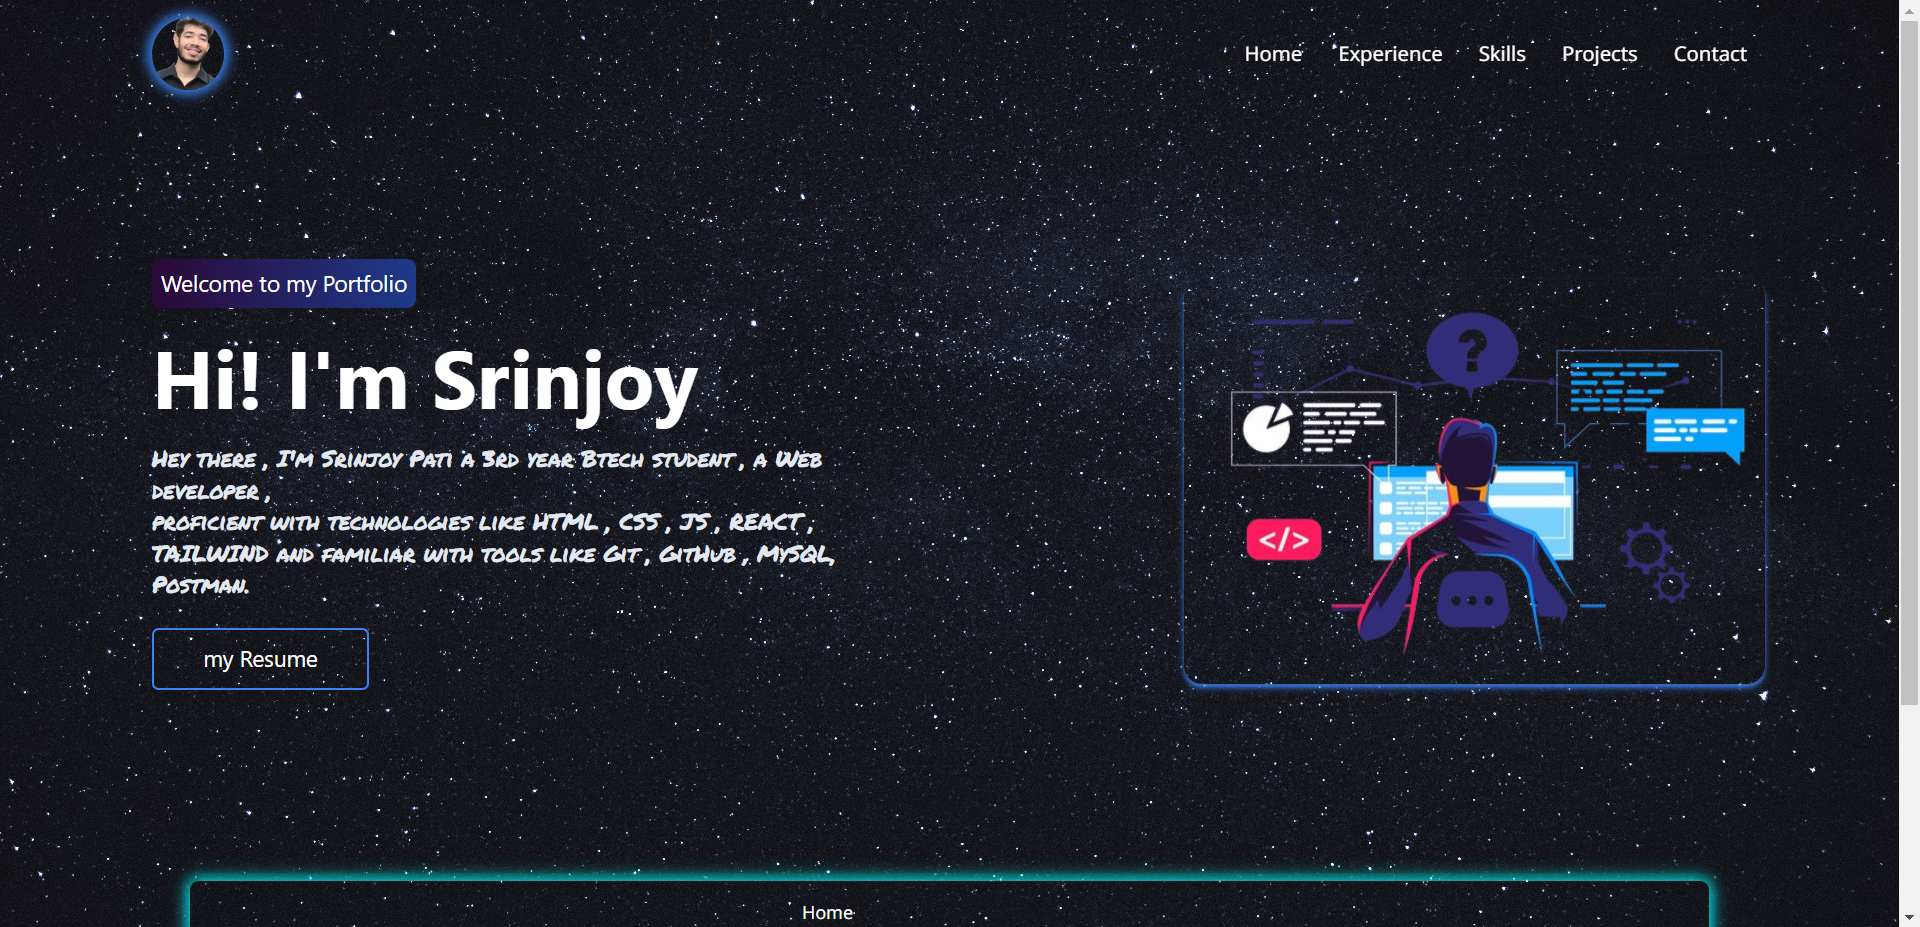 Home Experience Skills Projects Contact
Welcome to my Portfolio
Hi! I'm Srinjoy
Hey there , I'm Srinjoy Pati a 3rd year Btech student , a Web
developer ,
proficient with technologies like HTML , CSS , JS , REACT ,
TAILWIND and familiar with tools like Git , GitHub , MySQL,
Postman.
my Resume
?
</>
Home